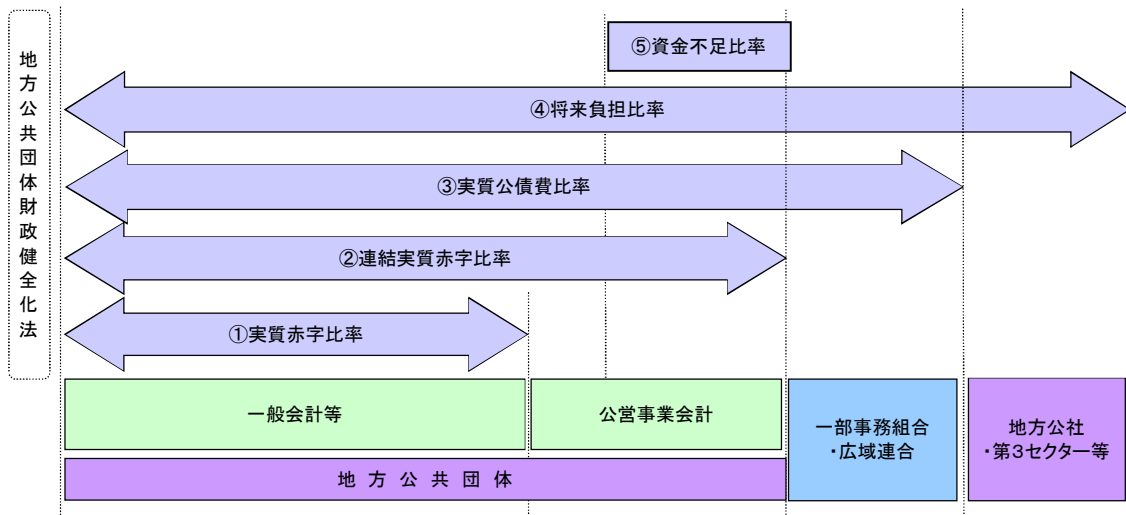 地方公共団体財政健全化法
⑤資金不足比率
④将来負担比率
③実質公債費比率
②連結実質赤字比率
①実質赤字比率
一般会計等
公営事業会計
一部事務組合
・広域連合
地方公社
・第3セクター等
地方公共団体